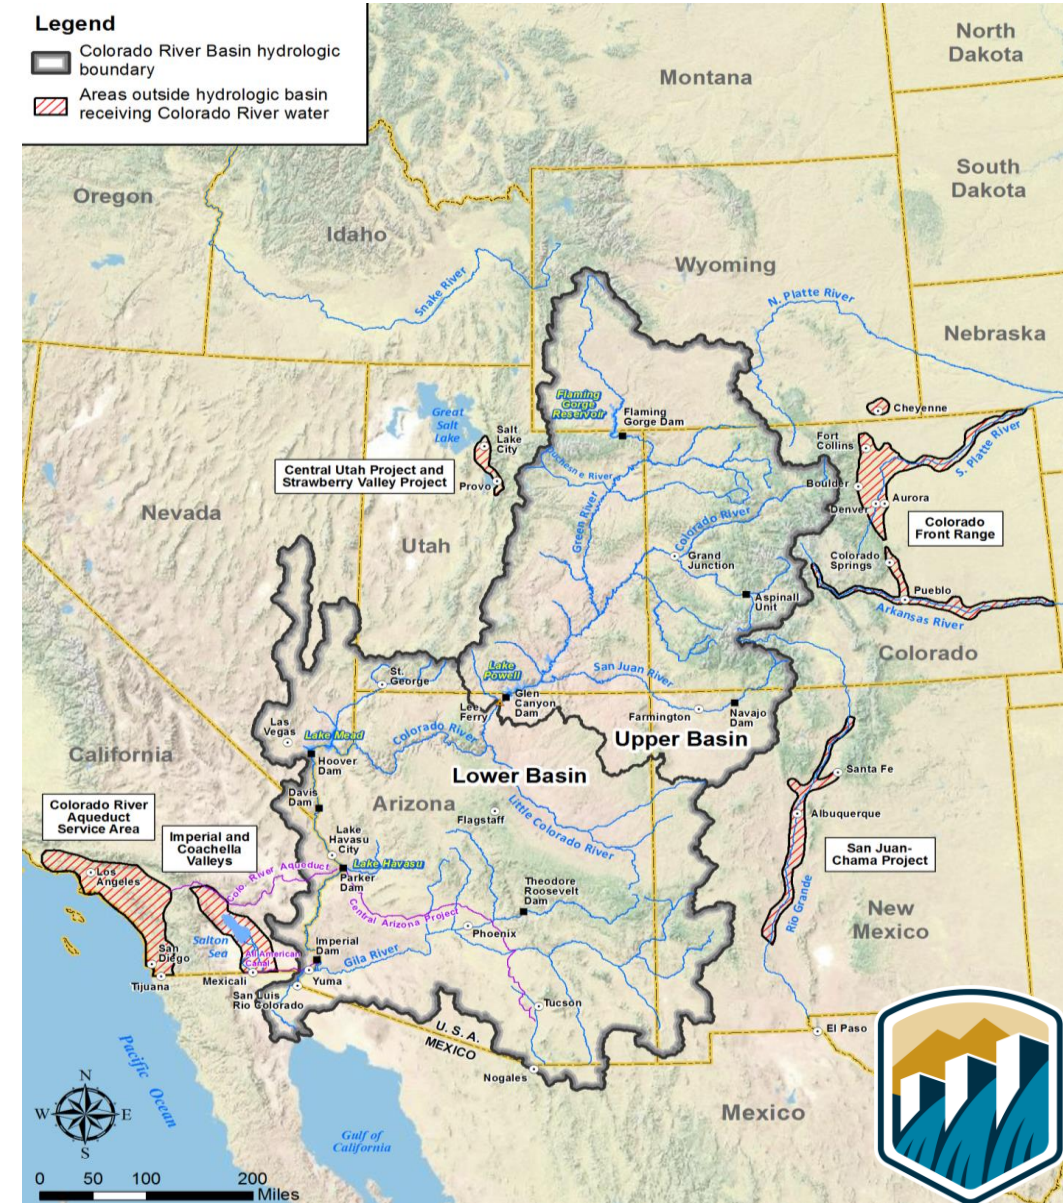 Legend
Colorado River Basin hydrologic
boundary
Areas outside hydrologic basin
receiving Colorado River water
North
Dakota
Montana
South
Dakota
Oregon
Idaho
Wyoming
Snake River
N. Platte River
Nebraska
Flaming
Gorge
Reservoir
Flaming
Gorge Dam
Cheyenne
Great
Salt
Lake
Salt
Lake
City
Fort
Collins
S. Platte River
Central Utah Project and
Strawberry Valley Project
Provo
Duchesne River
Boulder
Denver
Aurora
Nevada
Utah
Green River
Colorado River
Colorado
Front Range
Grand
Junction
Colorado
Springs
Aspinall
Unit
Pueblo
Arkansas River
Colorado
St.
George
Lake
Powell
San Juan River
Lee
Ferry
Glen
Canyon
Dam
Farmington
Navajo
Dam
Las
Vegas
Lake Mead
Colorado River
Upper Basin
California
Hoover
Dam
Lower Basin
Santa Fe
Davis
Dam
Arizona
Colorado River
Aqueduct
Service Area
Imperial and
Coachella
Valleys
Lake
Havasu
City
Flagstaff
Little Colorado River
Albuquerque
San Juan-
Chama Project
Los
Angeles
Colo. River Aqueduct
Lake Havasu
Parker
Dam
Theodore
Roosevelt
Dam
Central Arizona Project
Rio Grande
New
Mexico
Phoenix
Salton
Sea
San
Diego
All American
Canal
Imperial
Dam
Gila River
Tijuana
Mexicali
Yuma
San Luis
Rio Colorado
Tucson
U. S. A.
MEXICO
El Paso
Pacific Ocean
Nogales
Mexico
N
W
E
S
Gulf of
California
0 50 100 200
Miles